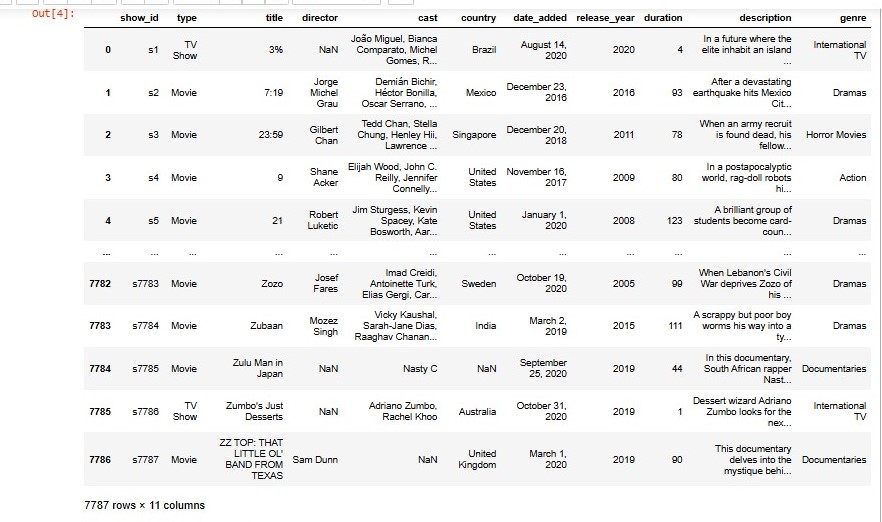 Out[4]:
show_id type title director cast country date_added release_year duration description genre
0 s1 TV Show 3% NaN João Miguel, Bianca Comparato, Michel Gomes, R... Brazil August 14, 2020 2020 4 In a future where the elite inhabit an island ... International TV
1 s2 Movie 7:19 Jorge Michel Grau Demián Bichir, Héctor Bonilla, Oscar Serrano, ... Mexico December 23, 2016 2016 93 After a devastating earthquake hits Mexico Cit... Dramas
2 s3 Movie 23:59 Gilbert Chan Tedd Chan, Stella Chung, Henley Hii, Lawrence ... Singapore December 20, 2018 2011 78 When an army recruit is found dead, his fellow... Horror Movies
3 s4 Movie 9 Shane Acker Elijah Wood, John C. Reilly, Jennifer Connelly... United States November 16, 2017 2009 80 In a postapocalyptic world, rag-doll robots hi... Action
4 s5 Movie 21 Robert Luketic Jim Sturgess, Kevin Spacey, Kate Bosworth, Aar... United States January 1, 2020 2008 123 A brilliant group of students become card-coun... Dramas
... ... ... ... ... ... ... ... ... ... ... ...
7782 s7783 Movie Zozo Josef Fares Imad Creidi, Antoinette Turk, Elias Gergi, Car... Sweden October 19, 2020 2005 99 When Lebanon's Civil War deprives Zozo of his ... Dramas
7783 s7784 Movie Zubaan Mozez Singh Vicky Kaushal, Sarah-Jane Dias, Raaghav Chanan... India March 2, 2019 2015 111 A scrappy but poor boy worms his way into a ty... Dramas
7784 s7785 Movie Zulu Man in Japan NaN Nasty C NaN September 25, 2020 2019 44 In this documentary, South African rapper Nast... Documentaries
7785 s7786 TV Show Zumbo's Just Desserts NaN Adriano Zumbo, Rachel Khoo Australia October 31, 2020 2019 1 Dessert wizard Adriano Zumbo looks for the nex... International TV
7786 s7787 Movie ZZ TOP: THAT LITTLE OL' BAND FROM TEXAS Sam Dunn NaN United Kingdom March 1, 2020 2019 90 This documentary delves into the mystique behi... Documentaries
7787 rows × 11 columns